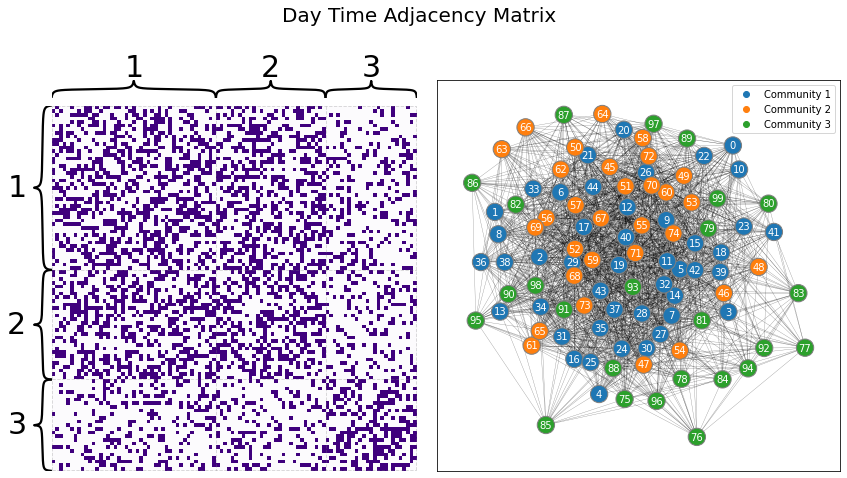 Day Time Adjacency Matrix
1 2 3
1
2
3
Community 1
Community 2
Community 3
87 64
66 20 97
58 89 0
63 50 21 72 22
62 45 26 49 10
86 33 6 44 51 70 60
82 57 12 53 99 80
1 56 67 9
69 17 55 79 23 41
8 40 74
52 71 15 18
2 29 59 19 11
36 38 68 5 42 39 48
98 93 32 46
90 43 14 83
13 34 91 73 37 28 7 3
95 65 35 81
61 31 27
16 25 24 30 54 92 77
88 47 94
78 84
4 75 96
85
76